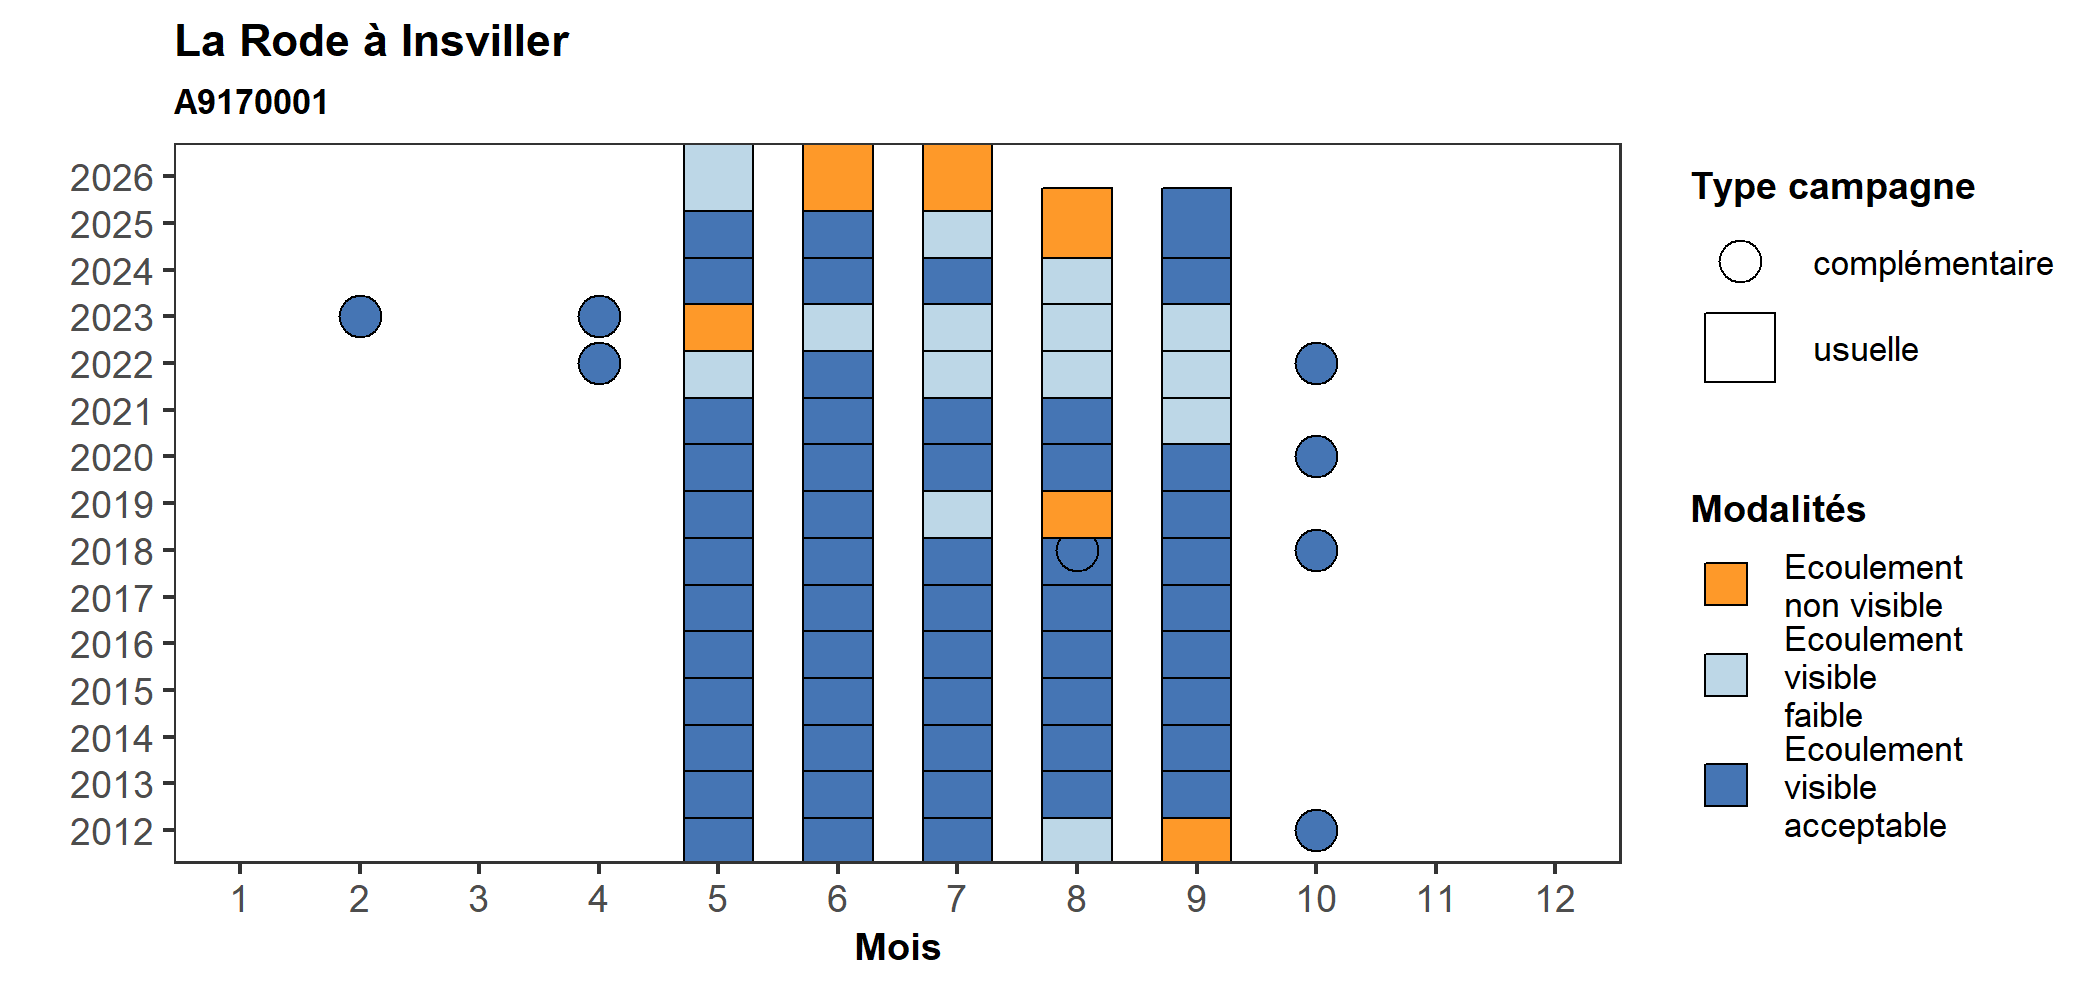 La Rode à Insviller
A9170001
2026
2025
2024
2023
2022
2021
2020
2019
2018
2017
2016
2015
2014
2013
2012
1 2 3 4 5 6 7 8 9 10 11 12
Mois
Type campagne
complémentaire
usuelle
Modalités
Ecoulement
non visible
Ecoulement
visible
faible
Ecoulement
visible
acceptable